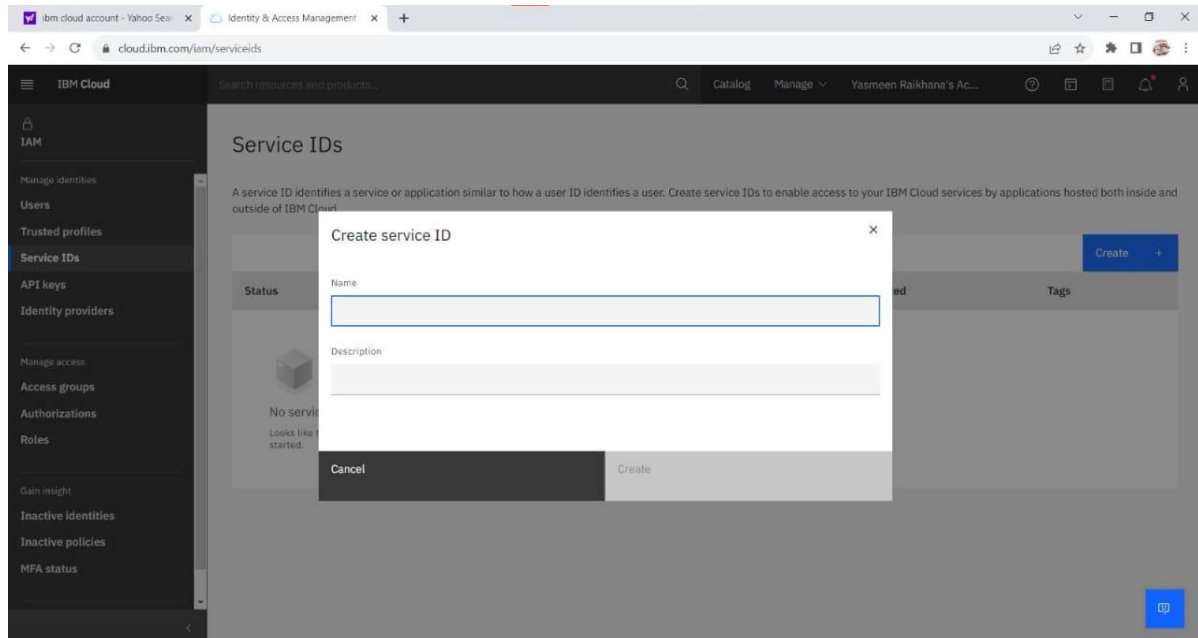 ibm cloud account - Yahoo Sear
Identity & Access Management
cloud.ibm.com/iam/serviceids
IBM Cloud
Search resources and products...
Catalog
Manage
Yasmeen Raikhana's Ac...
IAM
Manage identities
Users
Trusted profiles
Service IDs
API keys
Identity providers
Manage access
Access groups
Authorizations
Roles
Gain insight
Inactive identities
Inactive policies
MFA status
Service IDs
A service ID identifies a service or application similar to how a user ID identifies a user. Create service IDs to enable access to your IBM Cloud services by applications hosted both inside and
outside of IBM Cloud
Create +
Status
ed
Tags
No servic
Looks like t
started.
Create service ID
Name
Description
Cancel
Create